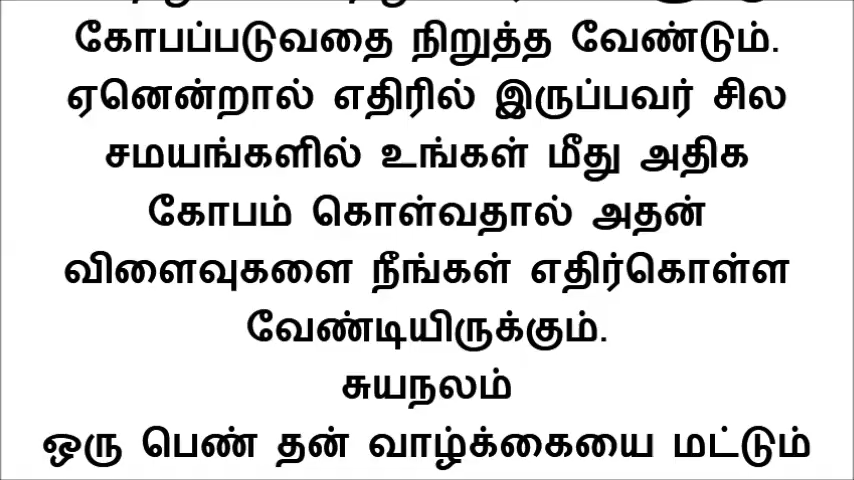 கோபப்படுவதை நிறுத்த வேண்டும்.
ஏனென்றால் எதிரில் இருப்பவர் சில
சமயங்களில் உங்கள் மீது அதிக
கோபம் கொள்வதால் அதன்
விளைவுகளை நீங்கள் எதிர்கொள்ள
வேண்டியிருக்கும்.
சுயநலம்
ஒரு பெண் தன் வாழ்க்கையை மட்டும்